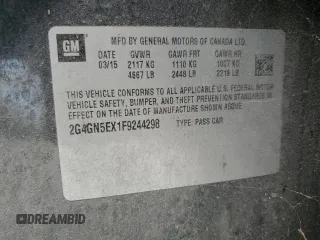 GM
MFD BY GENERAL MOTORS OF CANADA LTD.
DATE GVWR GAWR FRT GAWR RR
03/15 2117 KG 1110 KG 1007 KG
4667 LB 2448 LB 2219 LB
THIS VEHICLE CONFORMS TO ALL APPLICABLE U.S. FEDERAL MOTOR
VEHICLE SAFETY, BUMPER, AND THEFT PREVENTION STANDARDS IN
EFFECT ON THE DATE OF MANUFACTURE SHOWN ABOVE.
2G4GN5EX1F9244298 TYPE: PASS CAR
DREAMBID